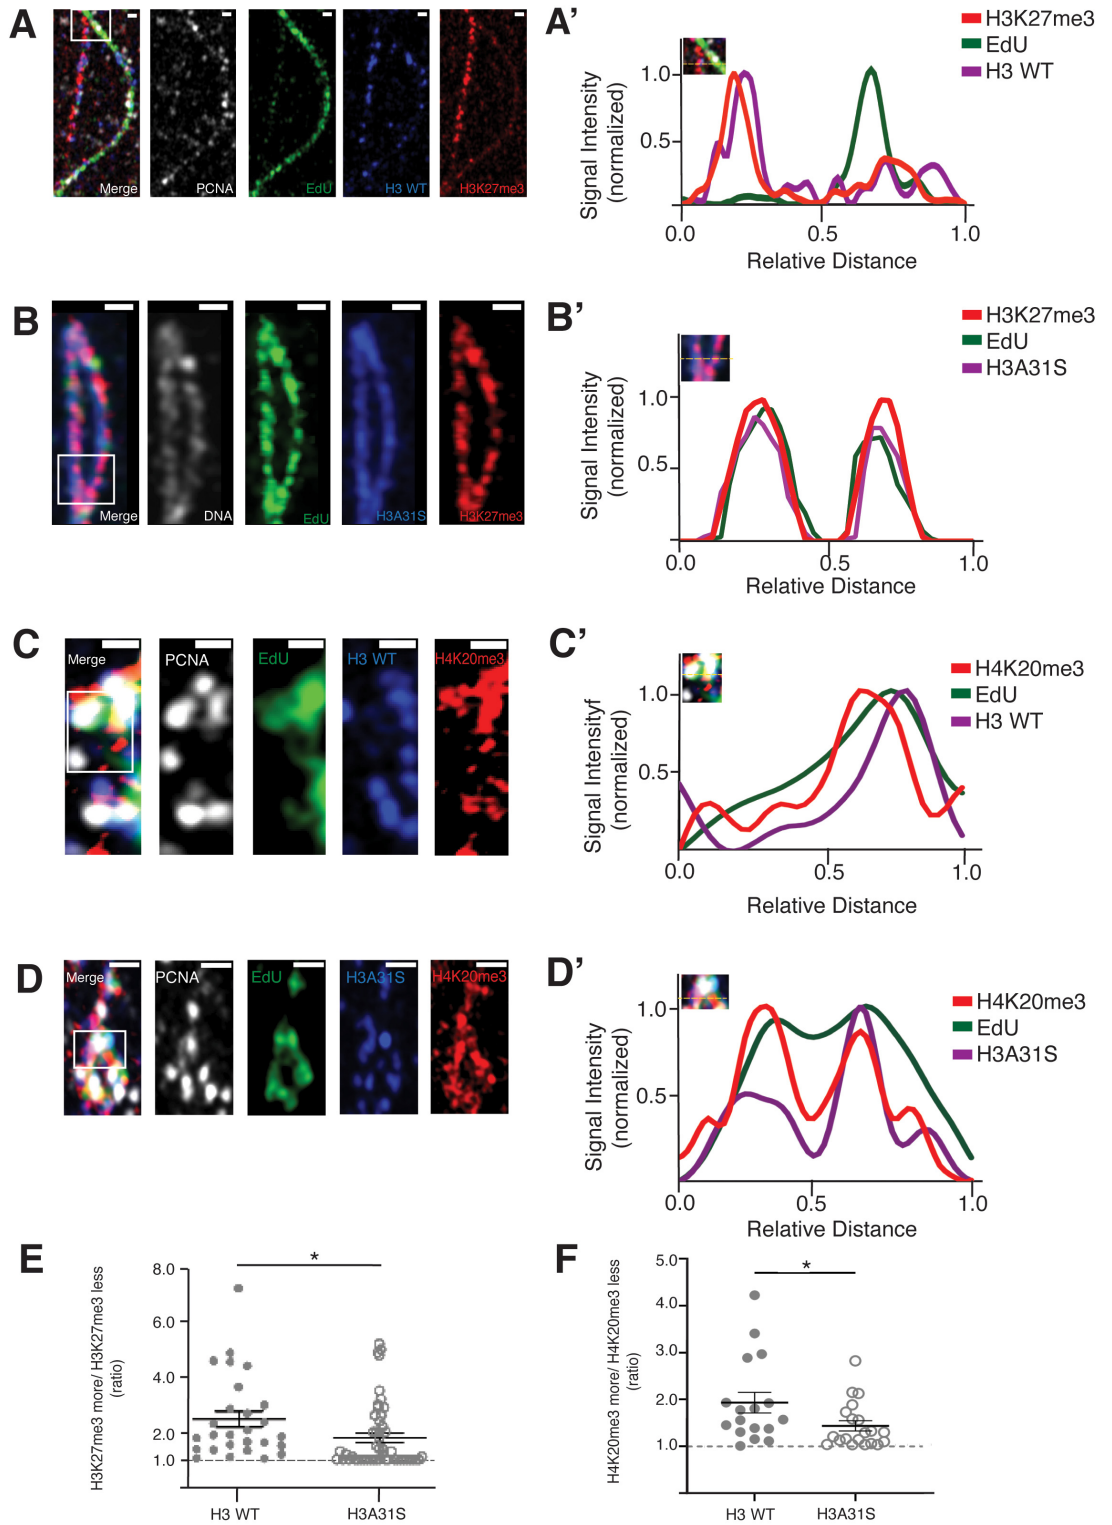 A
Merge
PCNA
EdU
H3 WT
H3K27me3
A’
H3K27me3
EdU
H3 WT
Signal Intensity
(normalized)
1.0
0.5
0.0
0.5
1.0
Relative Distance
B
Merge
DNA
EdU
H3A31S
H3K27me3
B’
H3K27me3
EdU
H3A31S
Signal Intensity
(normalized)
1.0
0.5
0.0
0.5
1.0
Relative Distance
C
Merge
PCNA
EdU
H3 WT
H4K20me3
C’
H4K20me3
EdU
H3 WT
Signal Intensityf
(normalized)
1.0
0.5
0.0
0.5
1.0
Relative Distance
D
Merge
PCNA
EdU
H3A31S
H4K20me3
D’
H4K20me3
EdU
H3A31S
Signal Intensity
(normalized)
1.0
0.5
0.0
0.5
1.0
Relative Distance
E
H3K27me3 more/ H3K27me3 less
(ratio)
8.0
6.0
4.0
2.0
1.0
*
H3 WT
H3A31S
F
H4K20me3 more/ H4K20me3 less
(ratio)
5.0
4.0
3.0
2.0
1.0
*
H3 WT
H3A31S